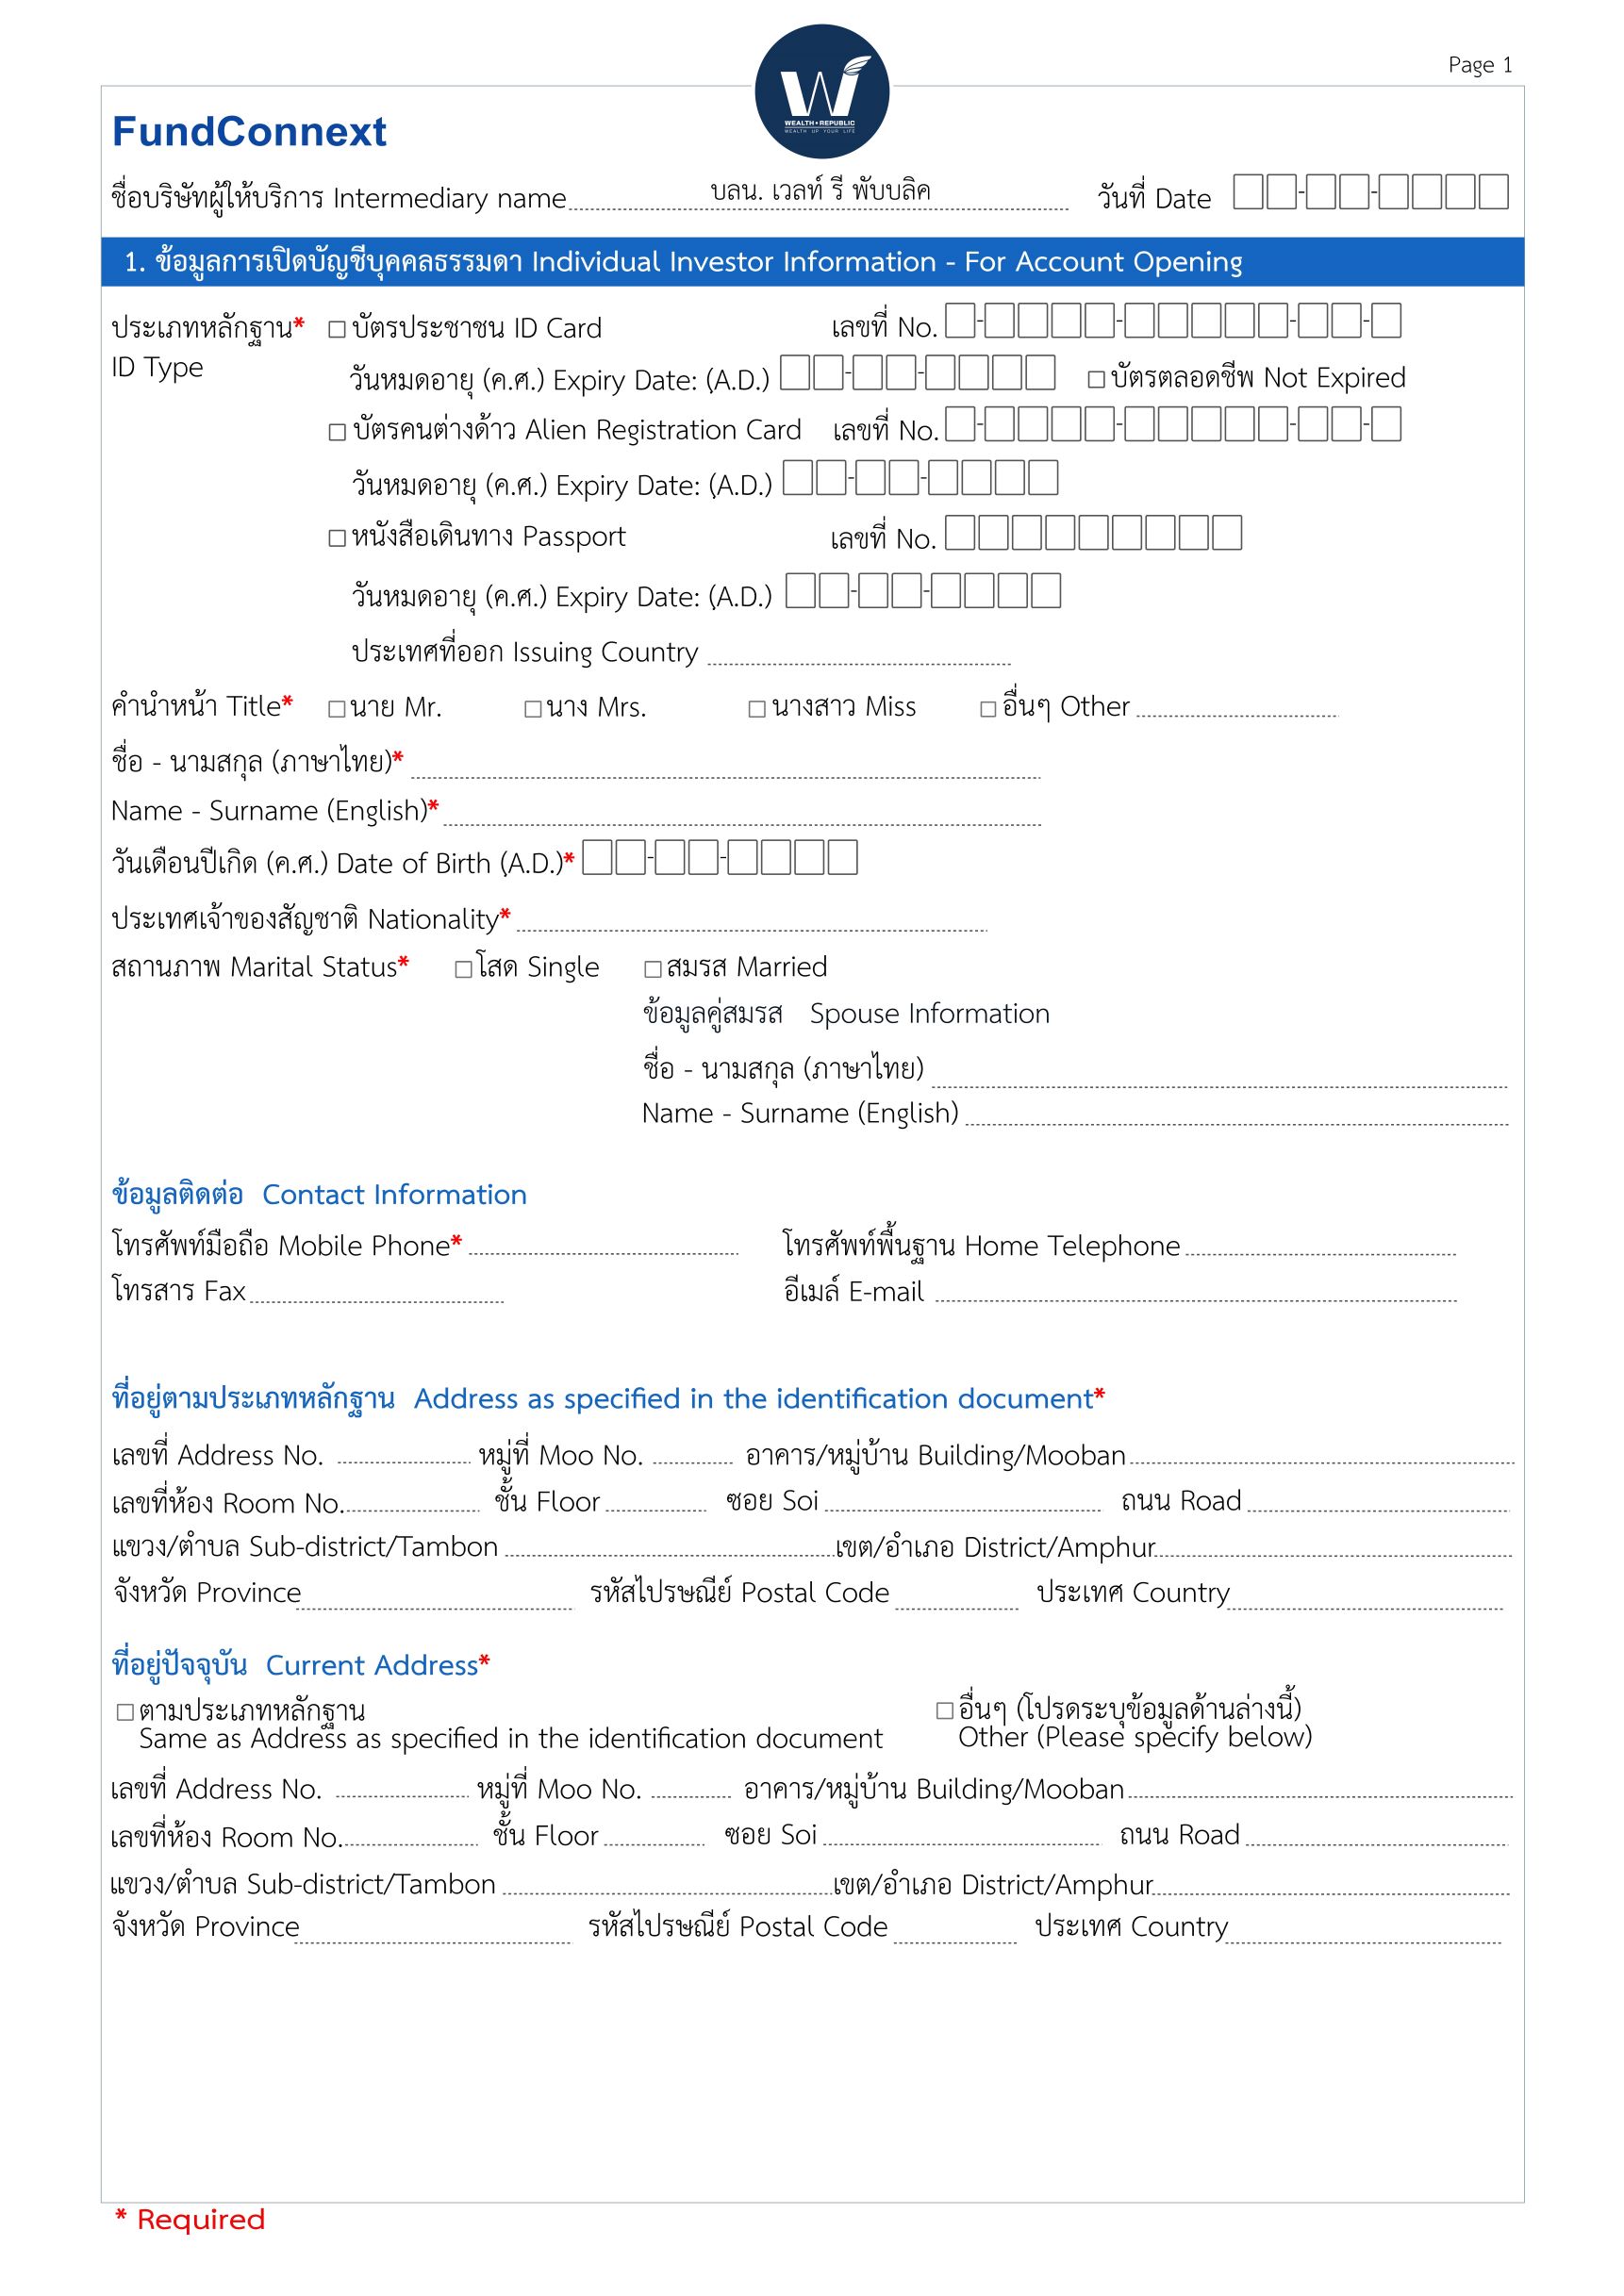 Page 1
WEALTH REPUBLIC
WEALTH UP YOUR LIFE
FundConnext
ชื่อบริษัทผู้ให้บริการ Intermediary name บลน. เวลท์ รี พับบลิค วันที่ Date
1. ข้อมูลการเปิดบัญชีบุคคลธรรมดา Individual Investor Information - For Account Opening
ประเภทหลักฐาน* บัตรประชาชน ID Card เลขที่ No.
ID Type
วันหมดอายุ (ค.ศ.) Expiry Date: (A.D.) บัตรตลอดชีพ Not Expired
บัตรคนต่างด้าว Alien Registration Card เลขที่ No.
วันหมดอายุ (ค.ศ.) Expiry Date: (A.D.)
หนังสือเดินทาง Passport เลขที่ No.
วันหมดอายุ (ค.ศ.) Expiry Date: (A.D.)
ประเทศที่ออก Issuing Country
คำนำหน้า Title* นาย Mr. นาง Mrs. นางสาว Miss อื่นๆ Other
ชื่อ - นามสกุล (ภาษาไทย)*
Name - Surname (English)*
วันเดือนปีเกิด (ค.ศ.) Date of Birth (A.D.)*
ประเทศเจ้าของสัญชาติ Nationality*
สถานภาพ Marital Status* โสด Single สมรส Married
ข้อมูลคู่สมรส Spouse Information
ชื่อ - นามสกุล (ภาษาไทย)
Name - Surname (English)
ข้อมูลติดต่อ Contact Information
โทรศัพท์มือถือ Mobile Phone* โทรศัพท์พื้นฐาน Home Telephone
โทรสาร Fax อีเมล์ E-mail
ที่อยู่ตามประเภทหลักฐาน Address as specified in the identification document*
เลขที่ Address No. หมู่ที่ Moo No. อาคาร/หมู่บ้าน Building/Mooban
เลขที่ห้อง Room No. ชั้น Floor ซอย Soi ถนน Road
แขวง/ตำบล Sub-district/Tambon เขต/อำเภอ District/Amphur
จังหวัด Province รหัสไปรษณีย์ Postal Code ประเทศ Country
ที่อยู่ปัจจุบัน Current Address*
ตามประเภทหลักฐาน อื่นๆ (โปรดระบุข้อมูลด้านล่างนี้)
Same as Address as specified in the identification document Other (Please specify below)
เลขที่ Address No. หมู่ที่ Moo No. อาคาร/หมู่บ้าน Building/Mooban
เลขที่ห้อง Room No. ชั้น Floor ซอย Soi ถนน Road
แขวง/ตำบล Sub-district/Tambon เขต/อำเภอ District/Amphur
จังหวัด Province รหัสไปรษณีย์ Postal Code ประเทศ Country
* Required